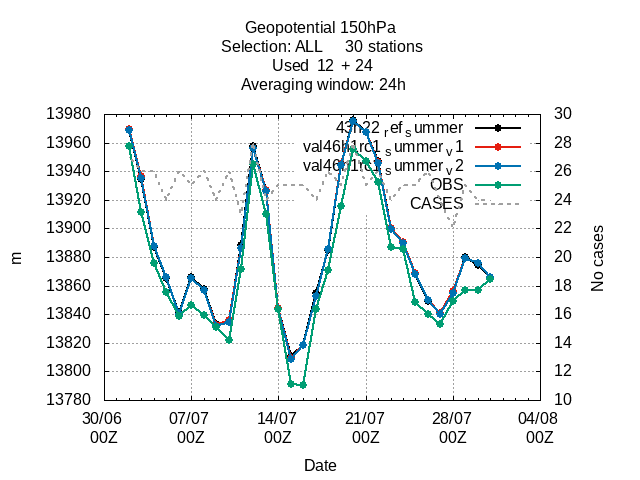 Geopotential 150hPa
Selection: ALL 30 stations
Used 12 + 24
Averaging window: 24h
13980
13960
13940
13920
13900
13880
13860
13840
13820
13800
13780
30
28
26
24
22
20
18
16
14
12
10
m
No cases
43h22_ref_summer
val46h1rc1_summer_v1
val46h1rc1_summer_v2
OBS
CASES
30/06 07/07 14/07 21/07 28/07 04/08
00Z 00Z 00Z 00Z 00Z 00Z
Date